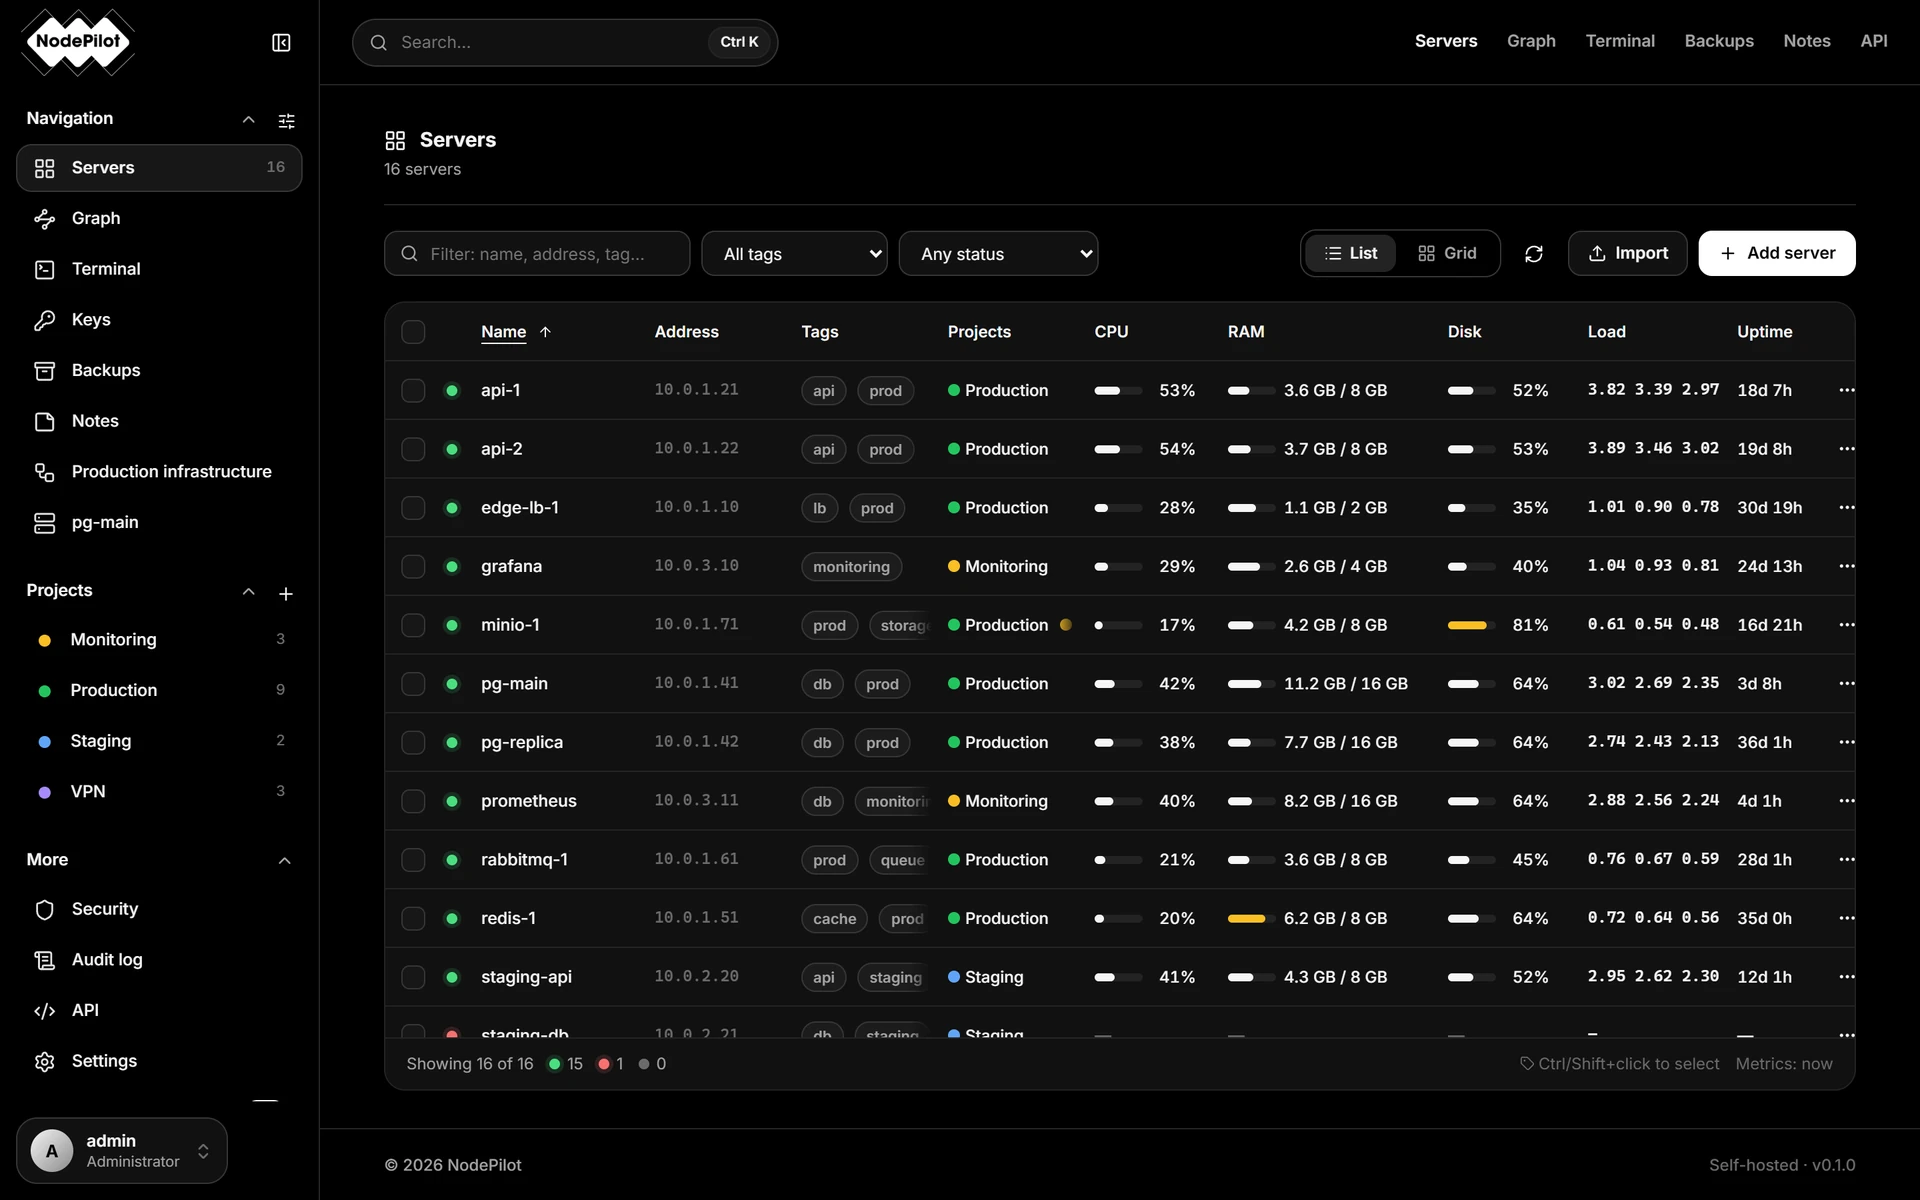 NodePilot
Search...
Ctrl K
Servers
Graph
Terminal
Backups
Notes
API
Navigation
Servers 16
Graph
Terminal
Keys
Backups
Notes
Production infrastructure
pg-main
Projects
Monitoring 3
Production 9
Staging 2
VPN 3
More
Security
Audit log
API
Settings
A
admin
Administrator
Servers
16 servers
Filter: name, address, tag...
All tags
Any status
List
Grid
Import
Add server
Name Address Tags Projects CPU RAM Disk Load Uptime
api-1 10.0.1.21 api prod Production 53% 3.6 GB / 8 GB 52% 3.82 3.39 2.97 18d 7h
api-2 10.0.1.22 api prod Production 54% 3.7 GB / 8 GB 53% 3.89 3.46 3.02 19d 8h
edge-lb-1 10.0.1.10 lb prod Production 28% 1.1 GB / 2 GB 35% 1.01 0.90 0.78 30d 19h
grafana 10.0.3.10 monitoring Monitoring 29% 2.6 GB / 4 GB 40% 1.04 0.93 0.81 24d 13h
minio-1 10.0.1.71 prod storage Production 17% 4.2 GB / 8 GB 81% 0.61 0.54 0.48 16d 21h
pg-main 10.0.1.41 db prod Production 42% 11.2 GB / 16 GB 64% 3.02 2.69 2.35 3d 8h
pg-replica 10.0.1.42 db prod Production 38% 7.7 GB / 16 GB 64% 2.74 2.43 2.13 36d 1h
prometheus 10.0.3.11 db monitorin Monitoring 40% 8.2 GB / 16 GB 64% 2.88 2.56 2.24 4d 1h
rabbitmq-1 10.0.1.61 prod queue Production 21% 3.6 GB / 8 GB 45% 0.76 0.67 0.59 28d 1h
redis-1 10.0.1.51 cache prod Production 20% 6.2 GB / 8 GB 64% 0.72 0.64 0.56 35d 0h
staging-api 10.0.2.20 api staging Staging 41% 4.3 GB / 8 GB 52% 2.95 2.62 2.30 12d 1h
staging-db 10.0.2.21 db staging Staging — — — – —
Showing 16 of 16 15 1 0
Ctrl/Shift+click to select Metrics: now
© 2026 NodePilot
Self-hosted · v0.1.0